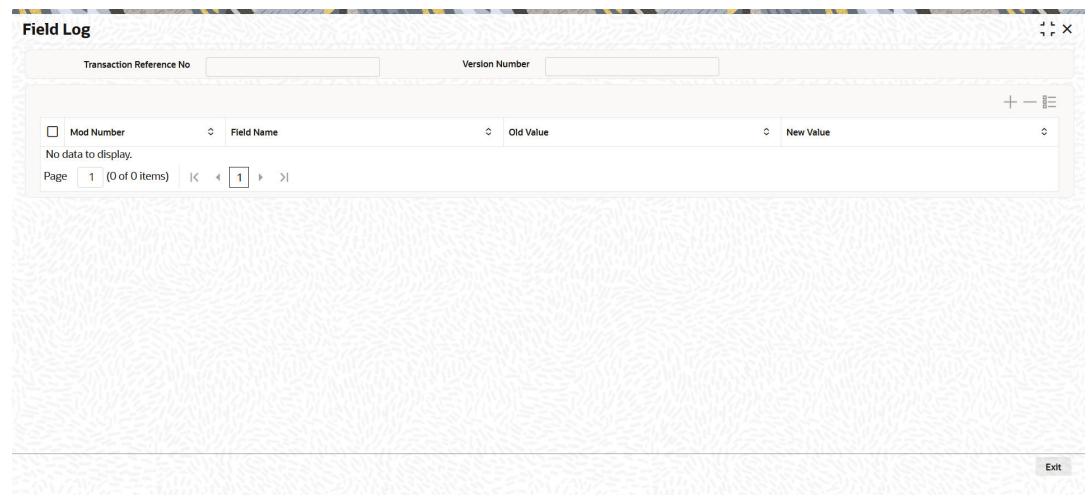 Field Log
Transaction Reference No
Version Number
Mod Number Field Name Old Value New Value
No data to display.
Page 1 (0 of 0 items) 1
Exit